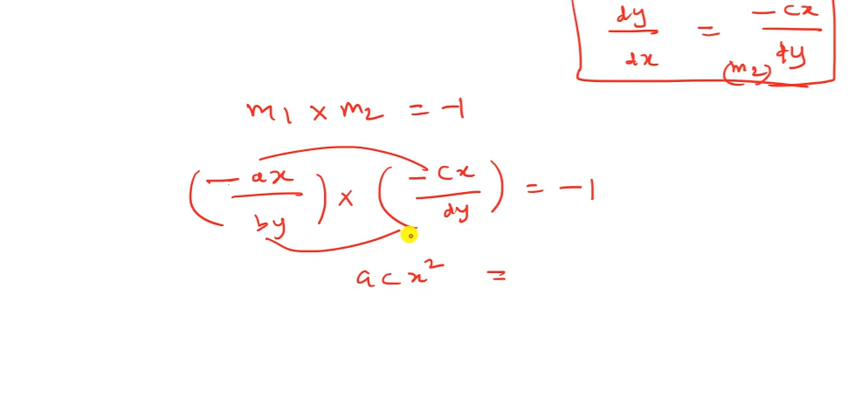 dy/dx = -cx/dy
(m2)
m1 × m2 = -1
(-ax/by) × (-cx/dy) = -1
acx² =